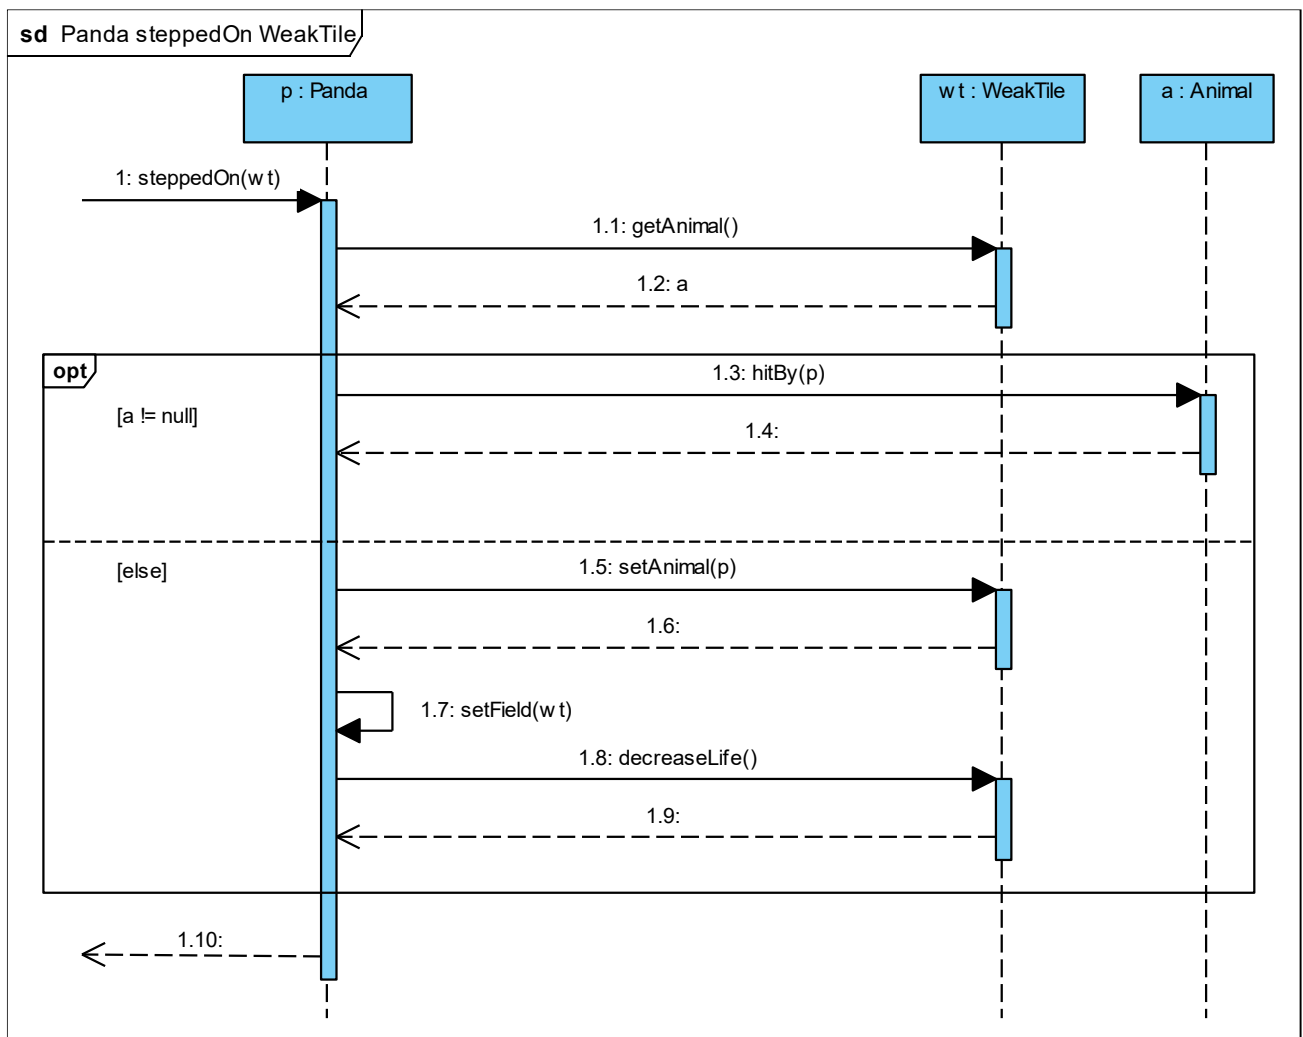 sd Panda steppedOn WeakTile
p : Panda
wt : WeakTile
a : Animal
1: steppedOn(wt)
1.1: getAnimal()
1.2: a
opt
1.3: hitBy(p)
[a != null]
1.4:
[else]
1.5: setAnimal(p)
1.6:
1.7: setField(wt)
1.8: decreaseLife()
1.9:
1.10: